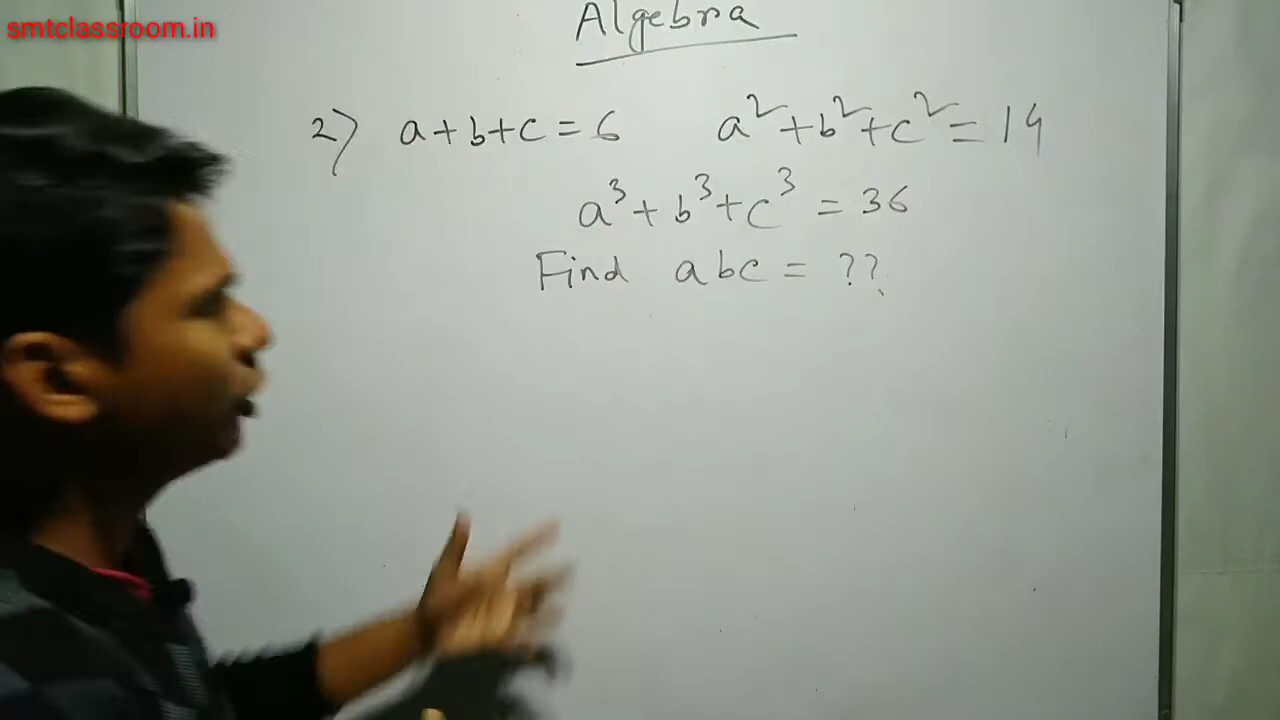 smtclassroom.in
Algebra
2) a+b+c=6 a²+b²+c²=14
a³+b³+c³=36
Find abc=??